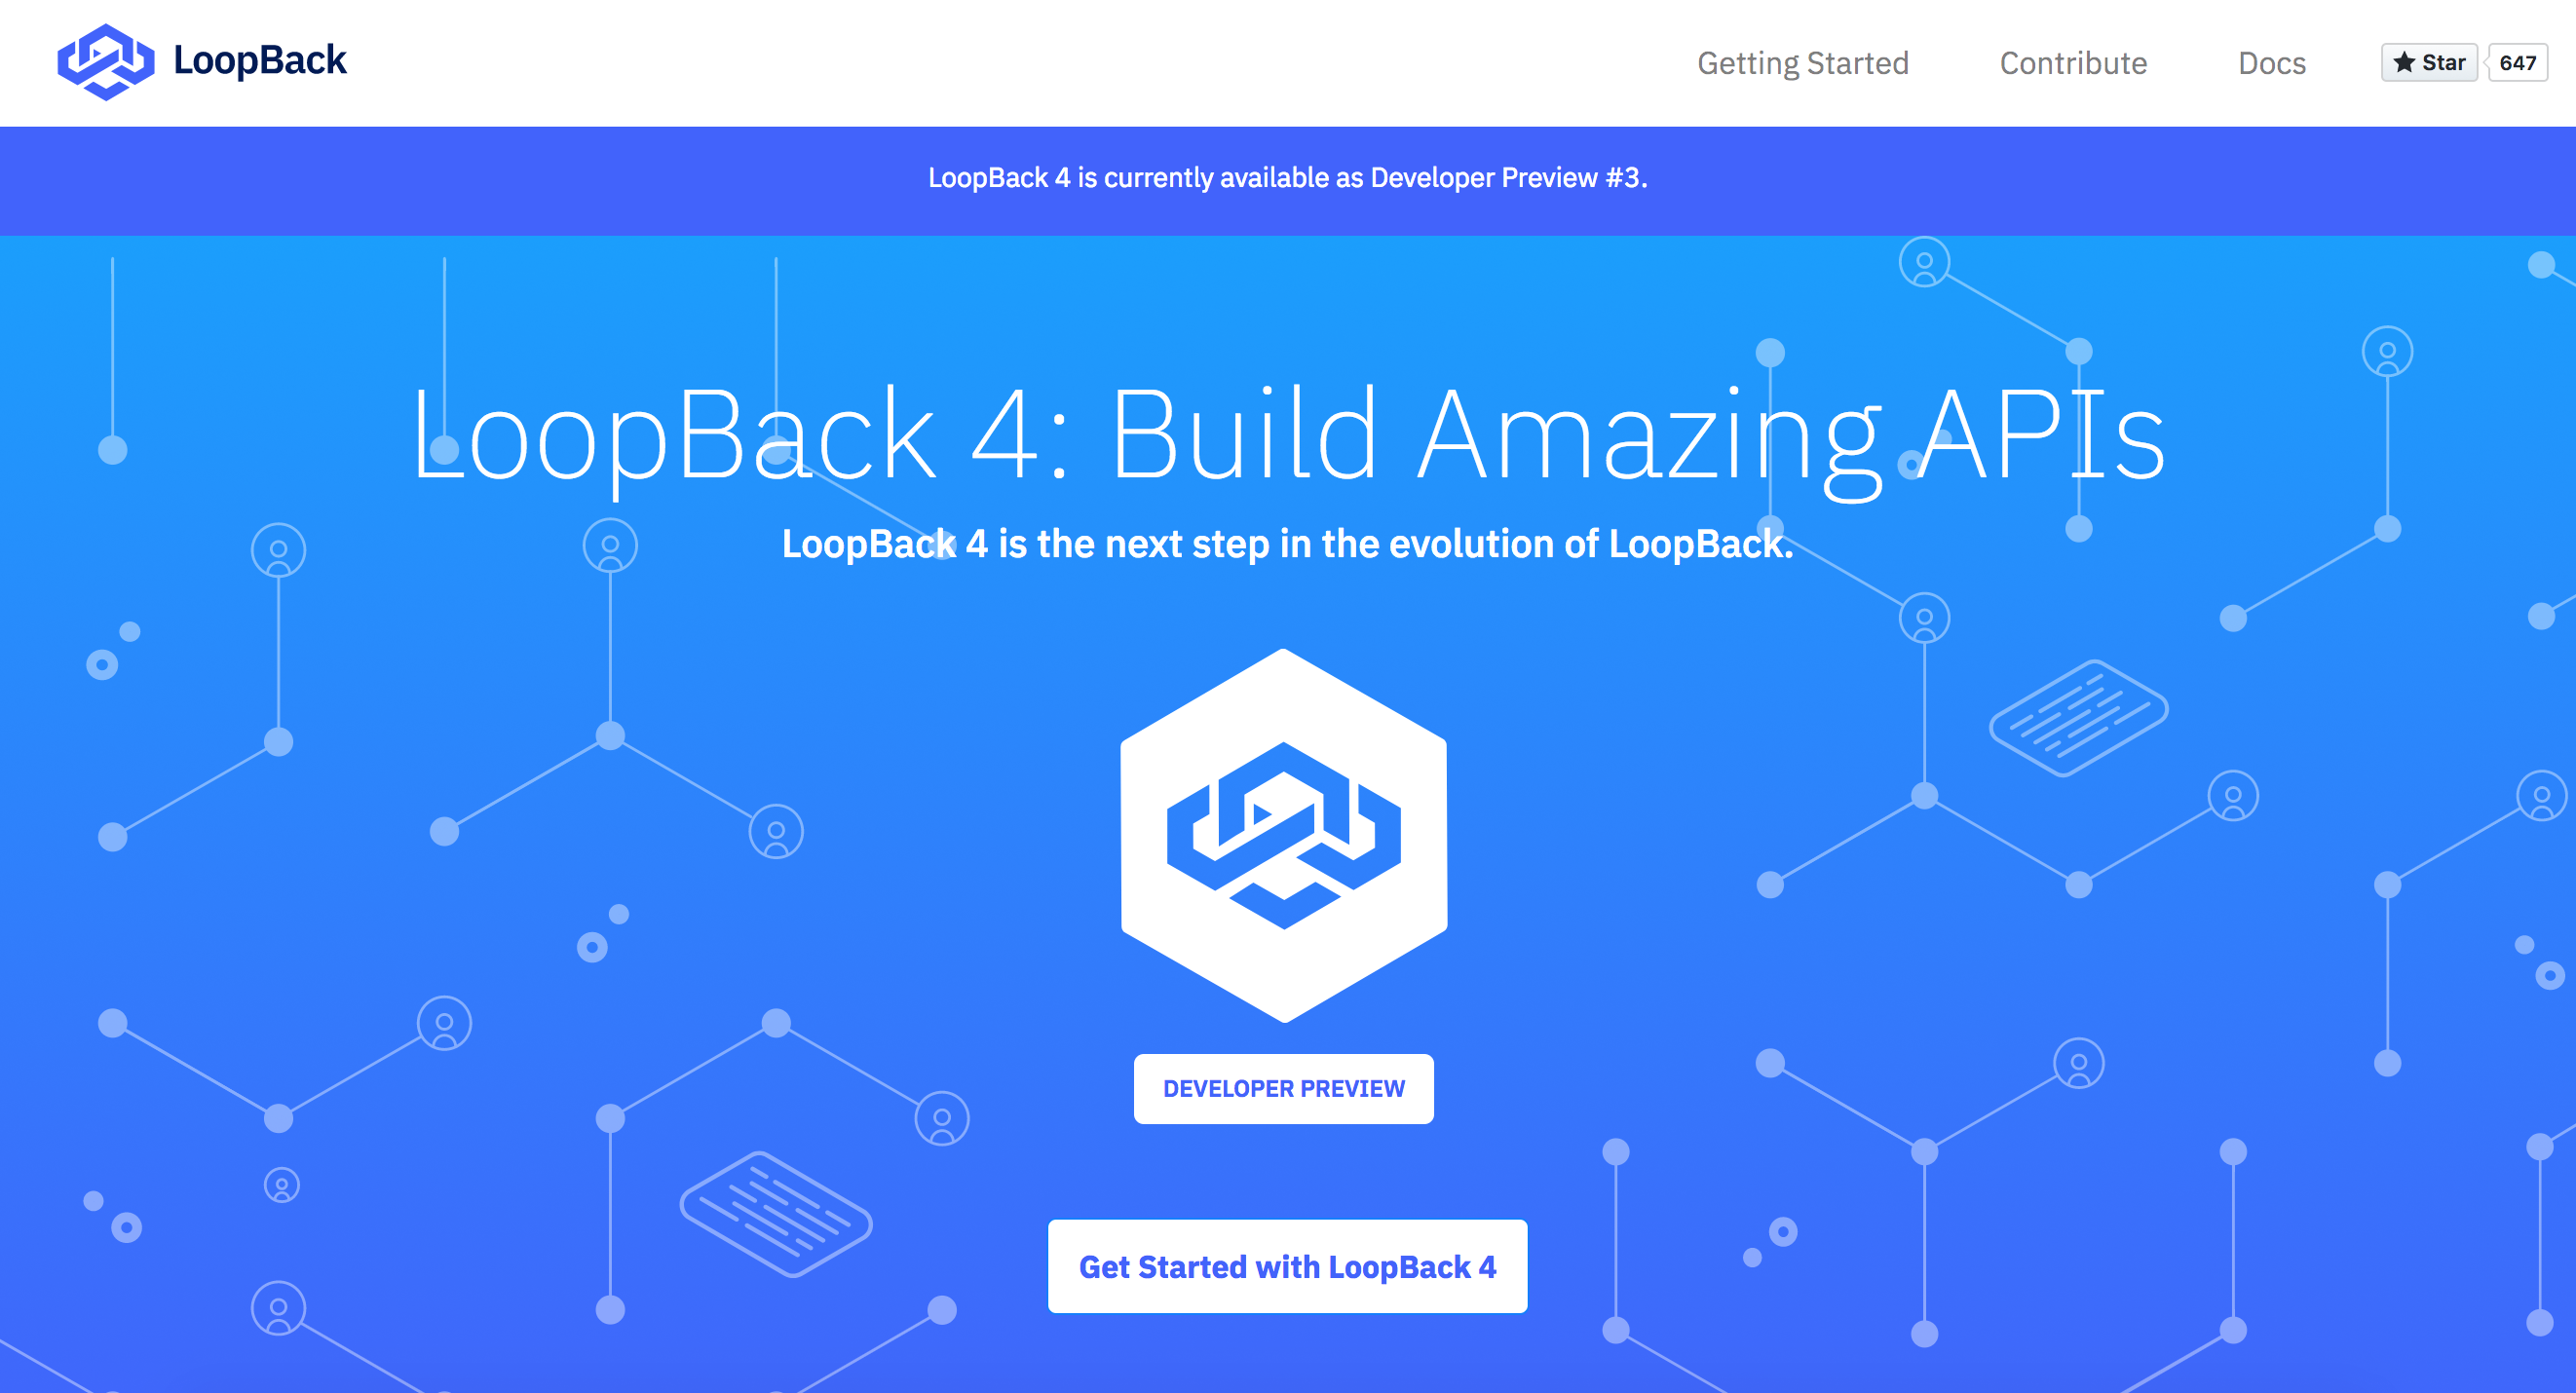 LoopBack
Getting Started
Contribute
Docs
Star
647
LoopBack 4 is currently available as Developer Preview #3.
LoopBack 4: Build Amazing APIs
LoopBack 4 is the next step in the evolution of LoopBack.
DEVELOPER PREVIEW
Get Started with LoopBack 4